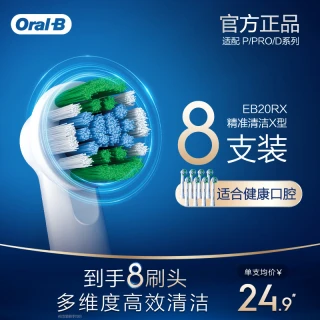 Oral-B
官方正品
适配 P/PRO/D系列
EB20RX
精准清洁X型
8支装
适合健康口腔
到手8刷头
多维度高效清洁
单支均价¥
24.9*